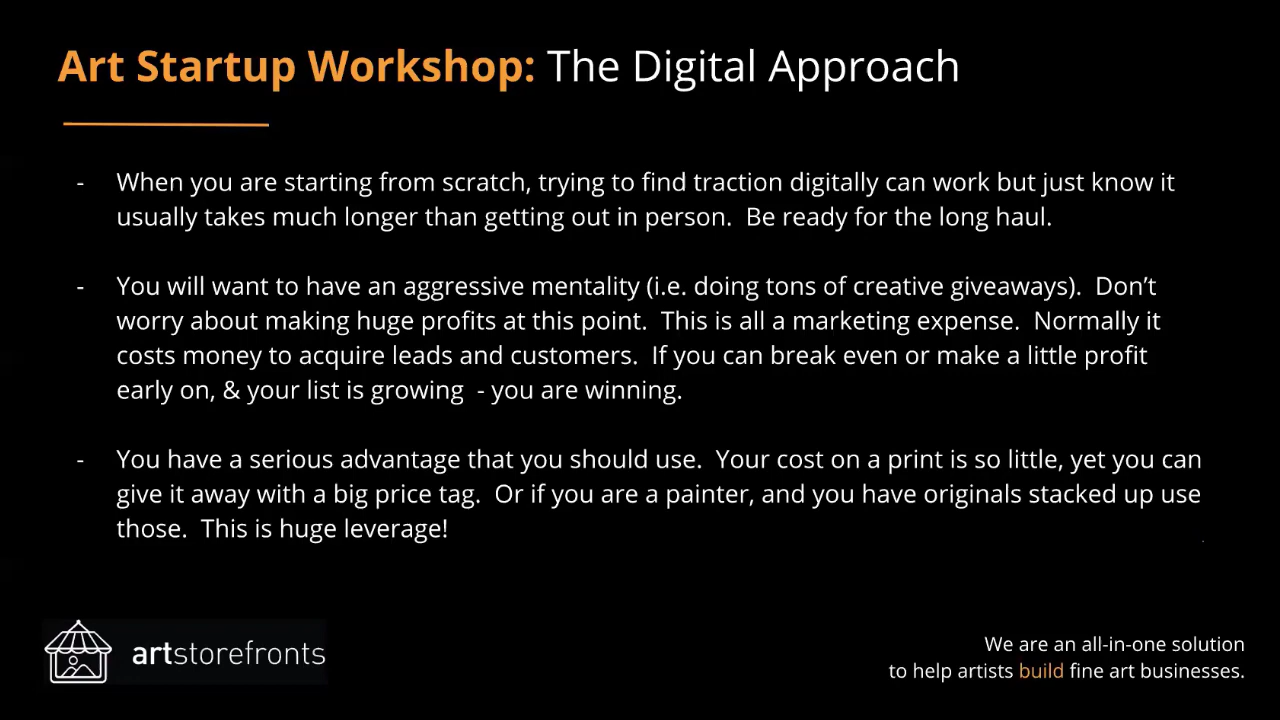 Art Startup Workshop: The Digital Approach
- When you are starting from scratch, trying to find traction digitally can work but just know it
usually takes much longer than getting out in person.  Be ready for the long haul.
- You will want to have an aggressive mentality (i.e. doing tons of creative giveaways).  Don’t
worry about making huge profits at this point.  This is all a marketing expense.  Normally it
costs money to acquire leads and customers.  If you can break even or make a little profit
early on, & your list is growing  - you are winning.
- You have a serious advantage that you should use.  Your cost on a print is so little, yet you can
give it away with a big price tag.  Or if you are a painter, and you have originals stacked up use
those.  This is huge leverage!
artstorefronts
We are an all-in-one solution
to help artists build fine art businesses.